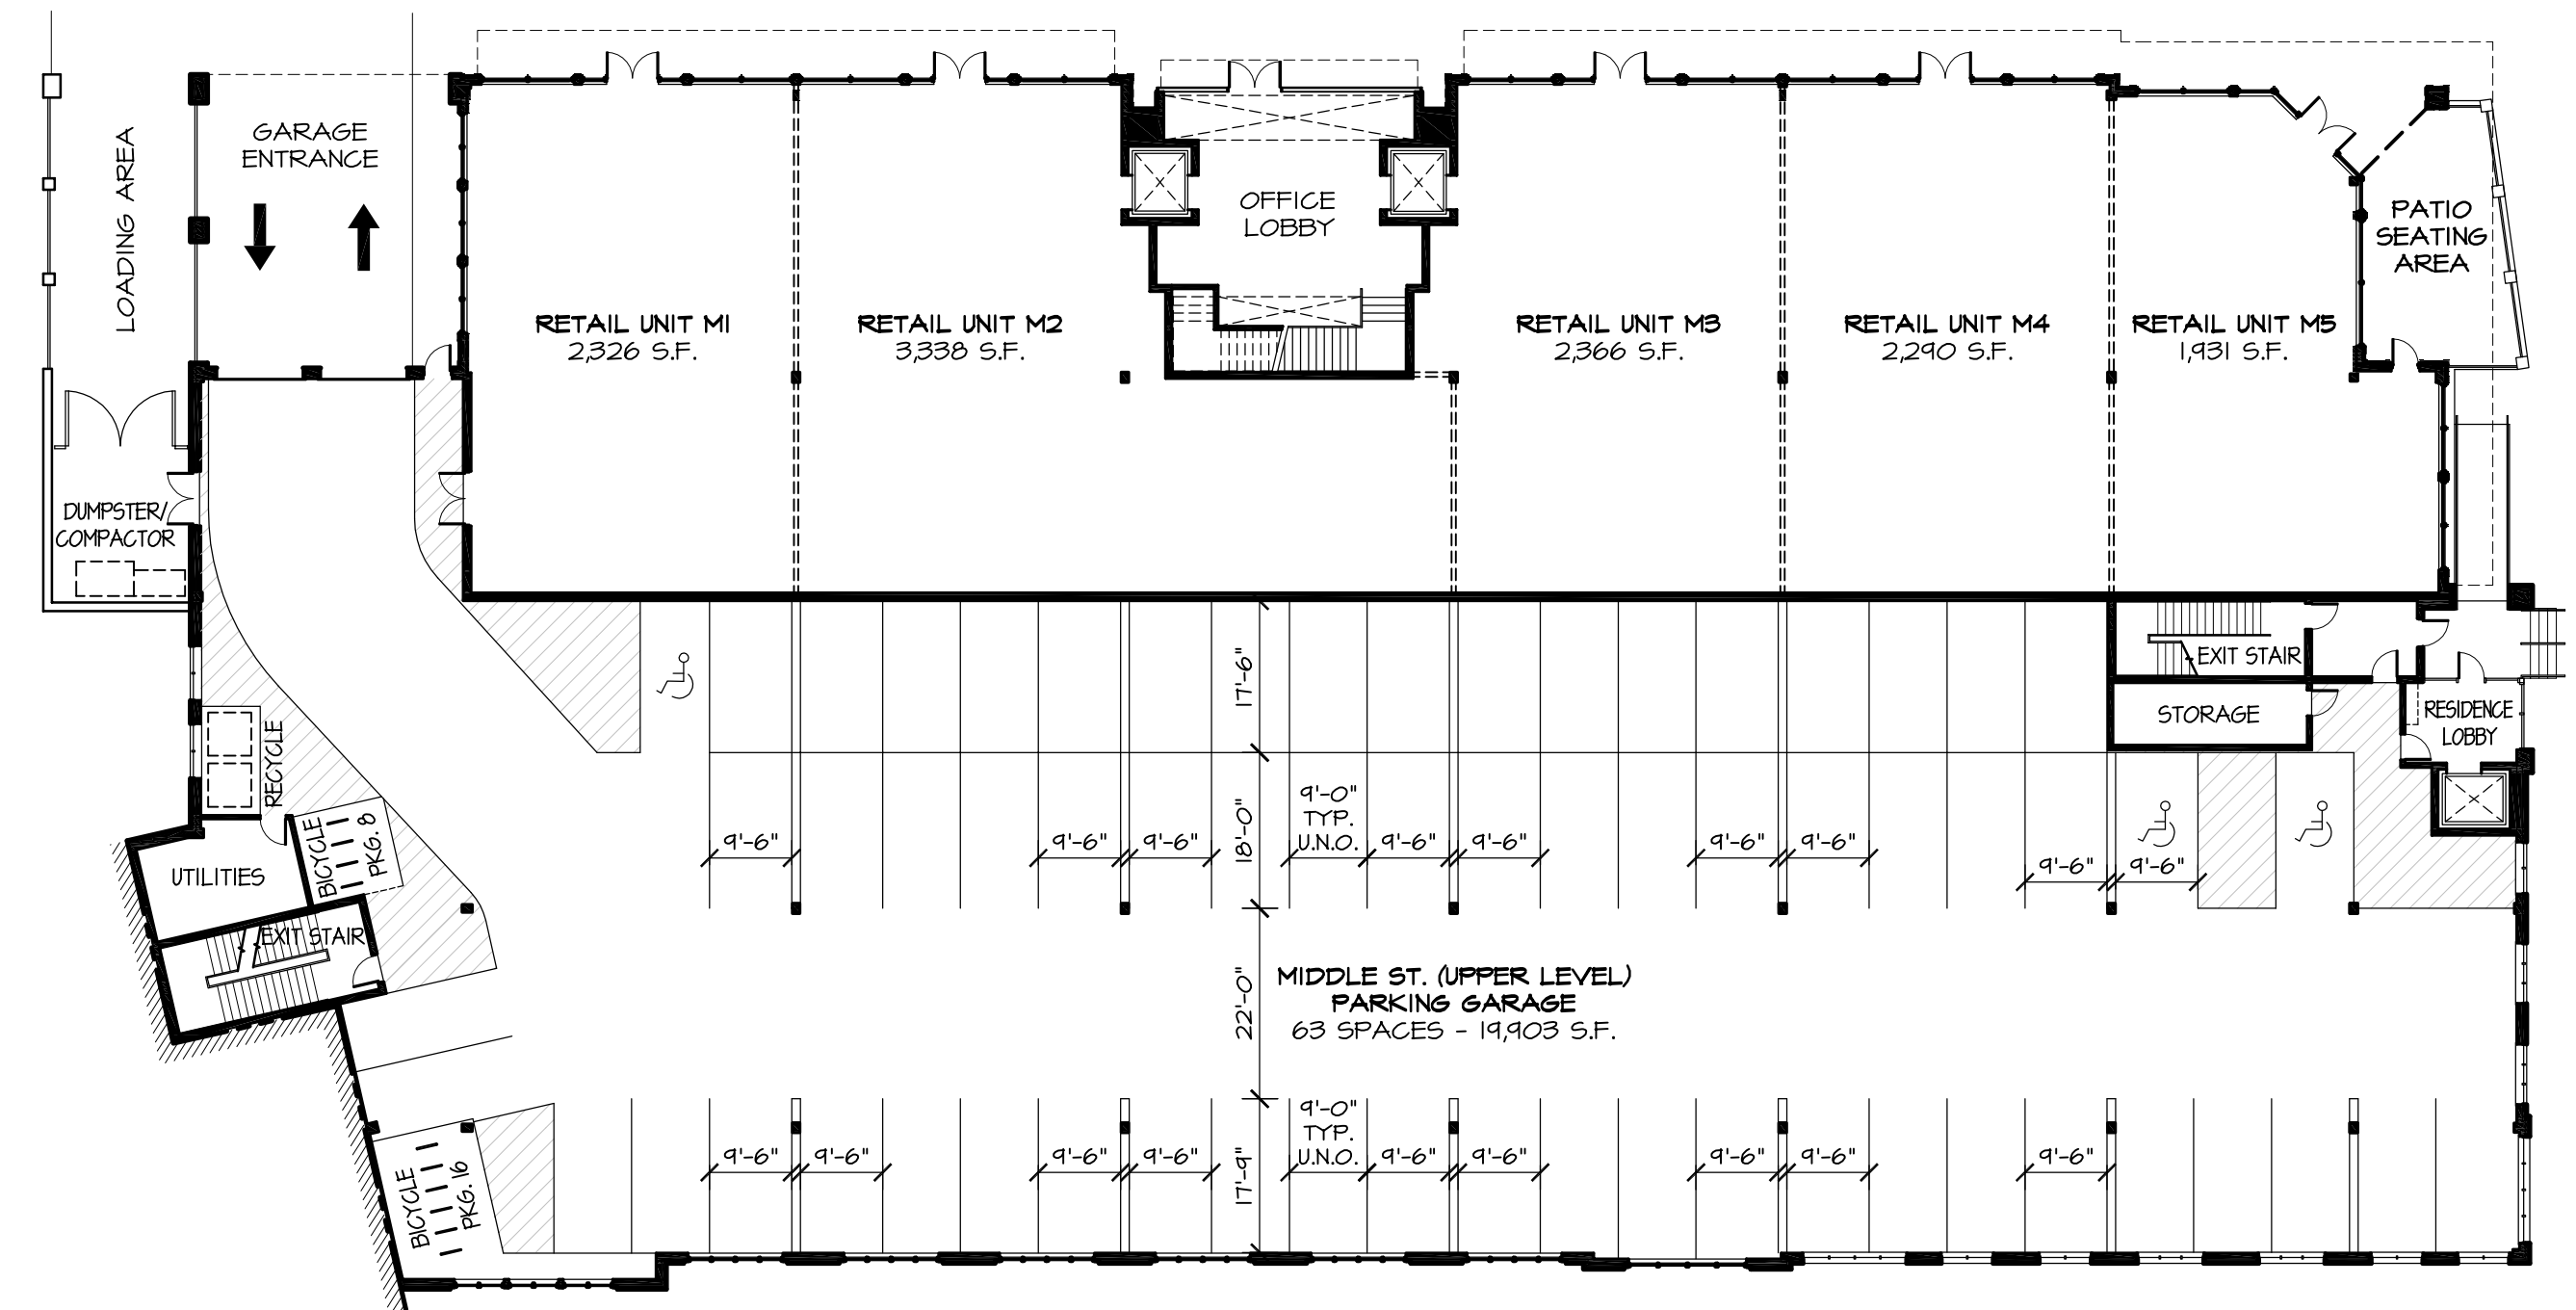 LOADING AREA
GARAGE
ENTRANCE
OFFICE
LOBBY
PATIO
SEATING
AREA
RETAIL UNIT M1
2,326 S.F.
RETAIL UNIT M2
3,338 S.F.
RETAIL UNIT M3
2,366 S.F.
RETAIL UNIT M4
2,290 S.F.
RETAIL UNIT M5
1,931 S.F.
DUMPSTER/
COMPACTOR
RECYCLE
17'-6"
EXIT STAIR
STORAGE
RESIDENCE
LOBBY
BICYCLE
PKG. 8
UTILITIES
EXIT STAIR
9'-6"
9'-6"
9'-6"
18'-0"
9'-0"
TYP.
U.N.O.
9'-6"
9'-6"
9'-6"
9'-6"
9'-6"
9'-6"
22'-0"
MIDDLE ST. (UPPER LEVEL)
PARKING GARAGE
63 SPACES - 19,903 S.F.
BICYCLE
PKG. 16
9'-6"
9'-6"
9'-6"
9'-6"
17'-9"
9'-0"
TYP.
U.N.O.
9'-6"
9'-6"
9'-6"
9'-6"
9'-6"